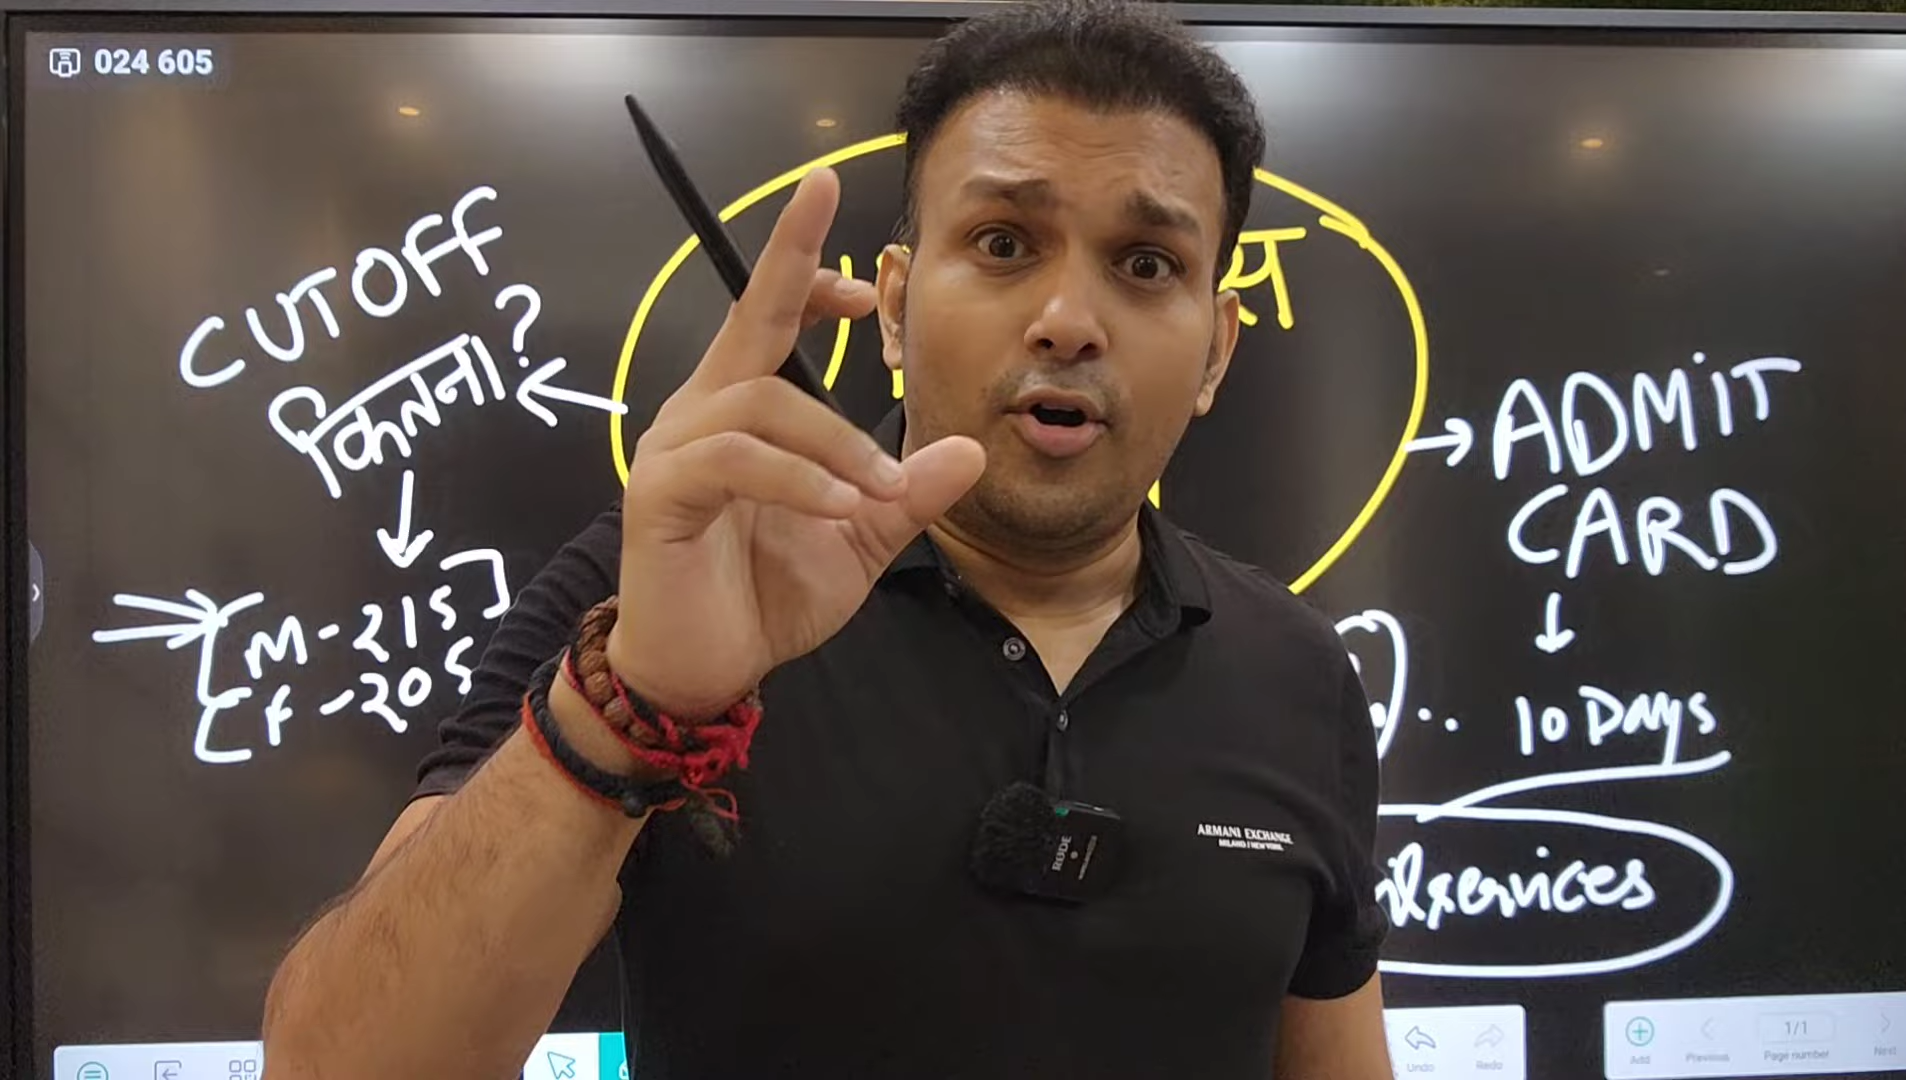 024 605
CUTOFF
कितना?
[M-215]
[F-205
ADMIT
CARD
10 Days
ARMANI EXCHANGE
MILANO / NEW YORK
RODE
Undo
Redo
Add
Previous
1/1
Page number
Next